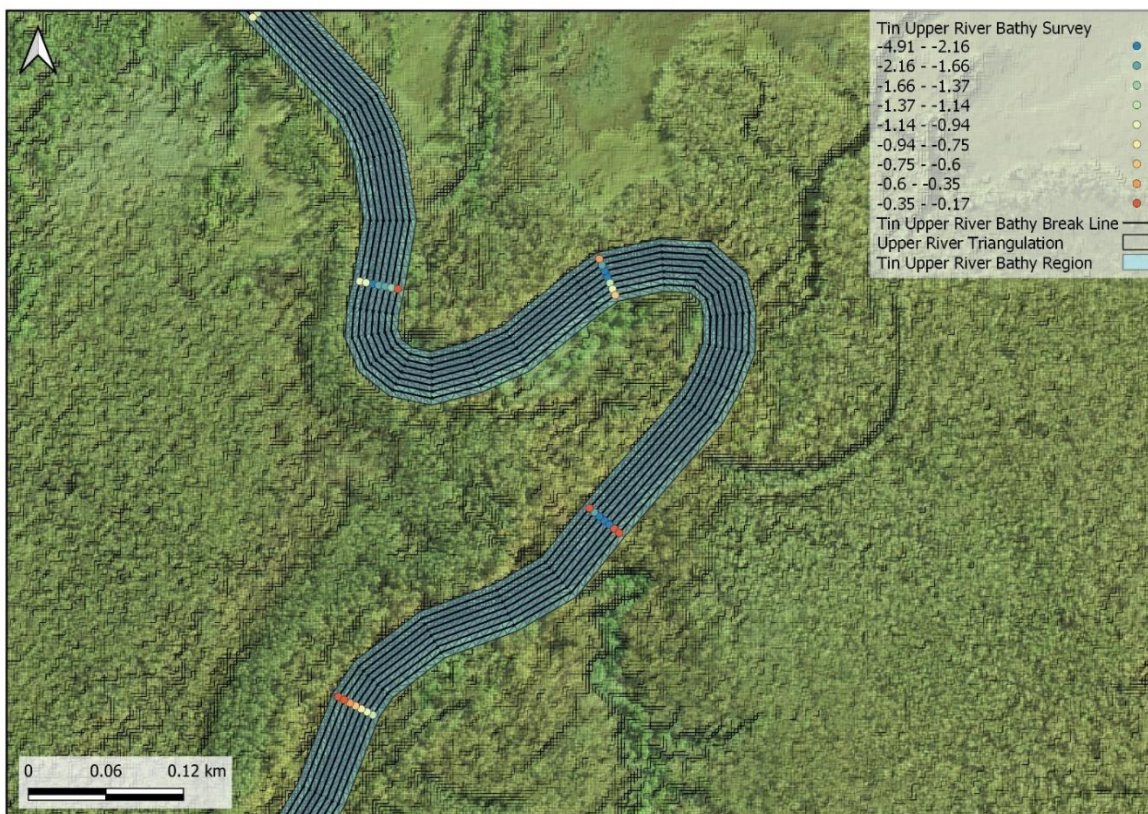 Tin Upper River Bathy Survey
-4.91 - -2.16
-2.16 - -1.66
-1.66 - -1.37
-1.37 - -1.14
-1.14 - -0.94
-0.94 - -0.75
-0.75 - -0.6
-0.6 - -0.35
-0.35 - -0.17
Tin Upper River Bathy Break Line
Upper River Triangulation
Tin Upper River Bathy Region
0 0.06 0.12 km